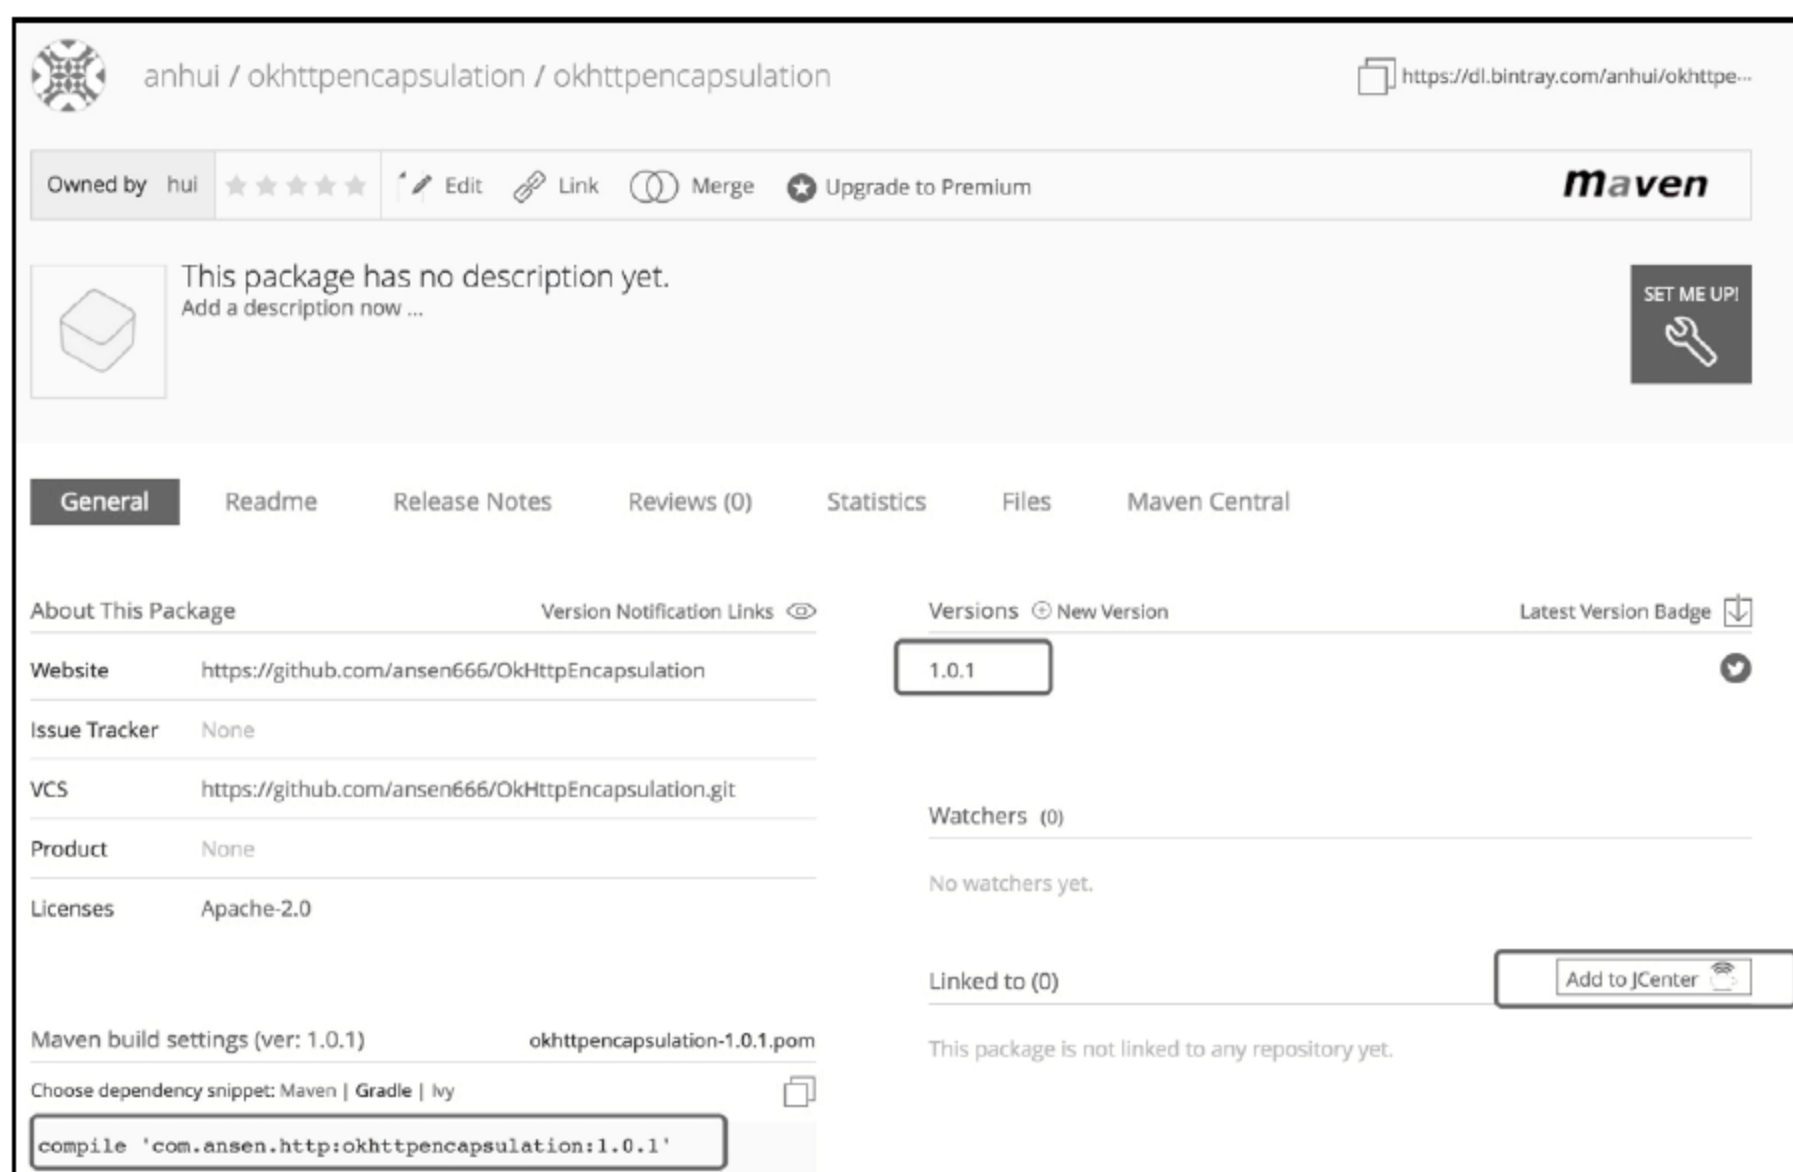 anhui / okhttpencapsulation / okhttpencapsulation
https://dl.bintray.com/anhui/okhttpe···
Owned by hui Edit Link Merge Upgrade to Premium maven
This package has no description yet.
Add a description now ...
SET ME UP!
General Readme Release Notes Reviews (0) Statistics Files Maven Central
About This Package Version Notification Links
Website https://github.com/ansen666/OkHttpEncapsulation
Issue Tracker None
VCS https://github.com/ansen666/OkHttpEncapsulation.git
Product None
Licenses Apache-2.0
Maven build settings (ver: 1.0.1) okhttpencapsulation-1.0.1.pom
Choose dependency snippet: Maven | Gradle | Ivy
compile 'com.ansen.http:okhttpencapsulation:1.0.1'
Versions New Version Latest Version Badge
1.0.1
Watchers (0)
No watchers yet.
Linked to (0) Add to JCenter
This package is not linked to any repository yet.